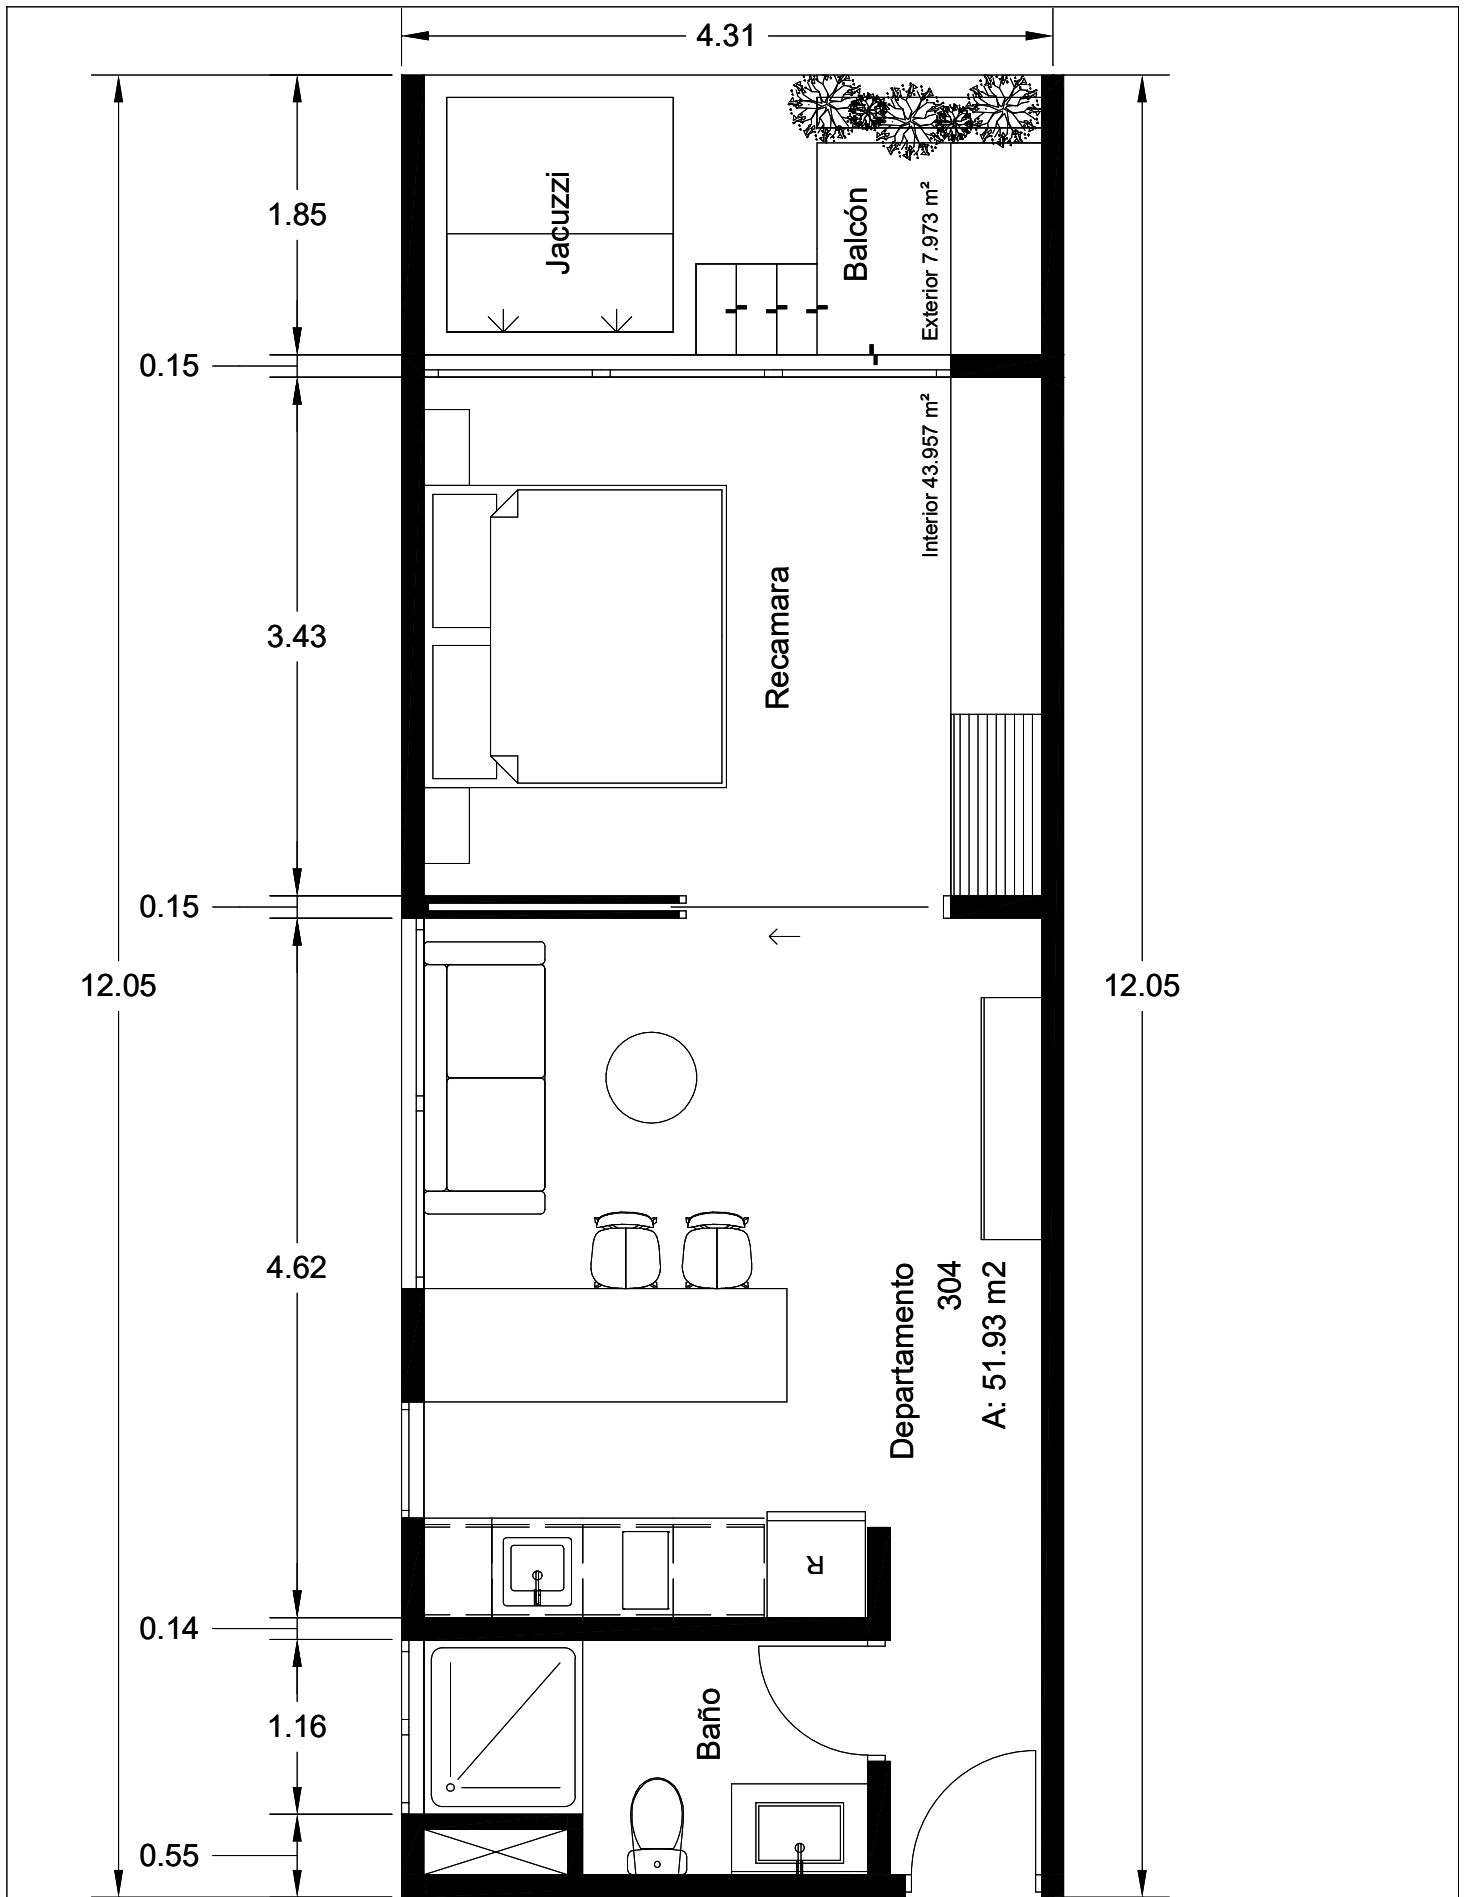 4.31
1.85
0.15
3.43
0.15
12.05
4.62
0.14
1.16
0.55
12.05
Jacuzzi
Balcón
Exterior 7.973 m²
Interior 43.957 m²
Recamara
Departamento
304
A: 51.93 m2
R
Baño